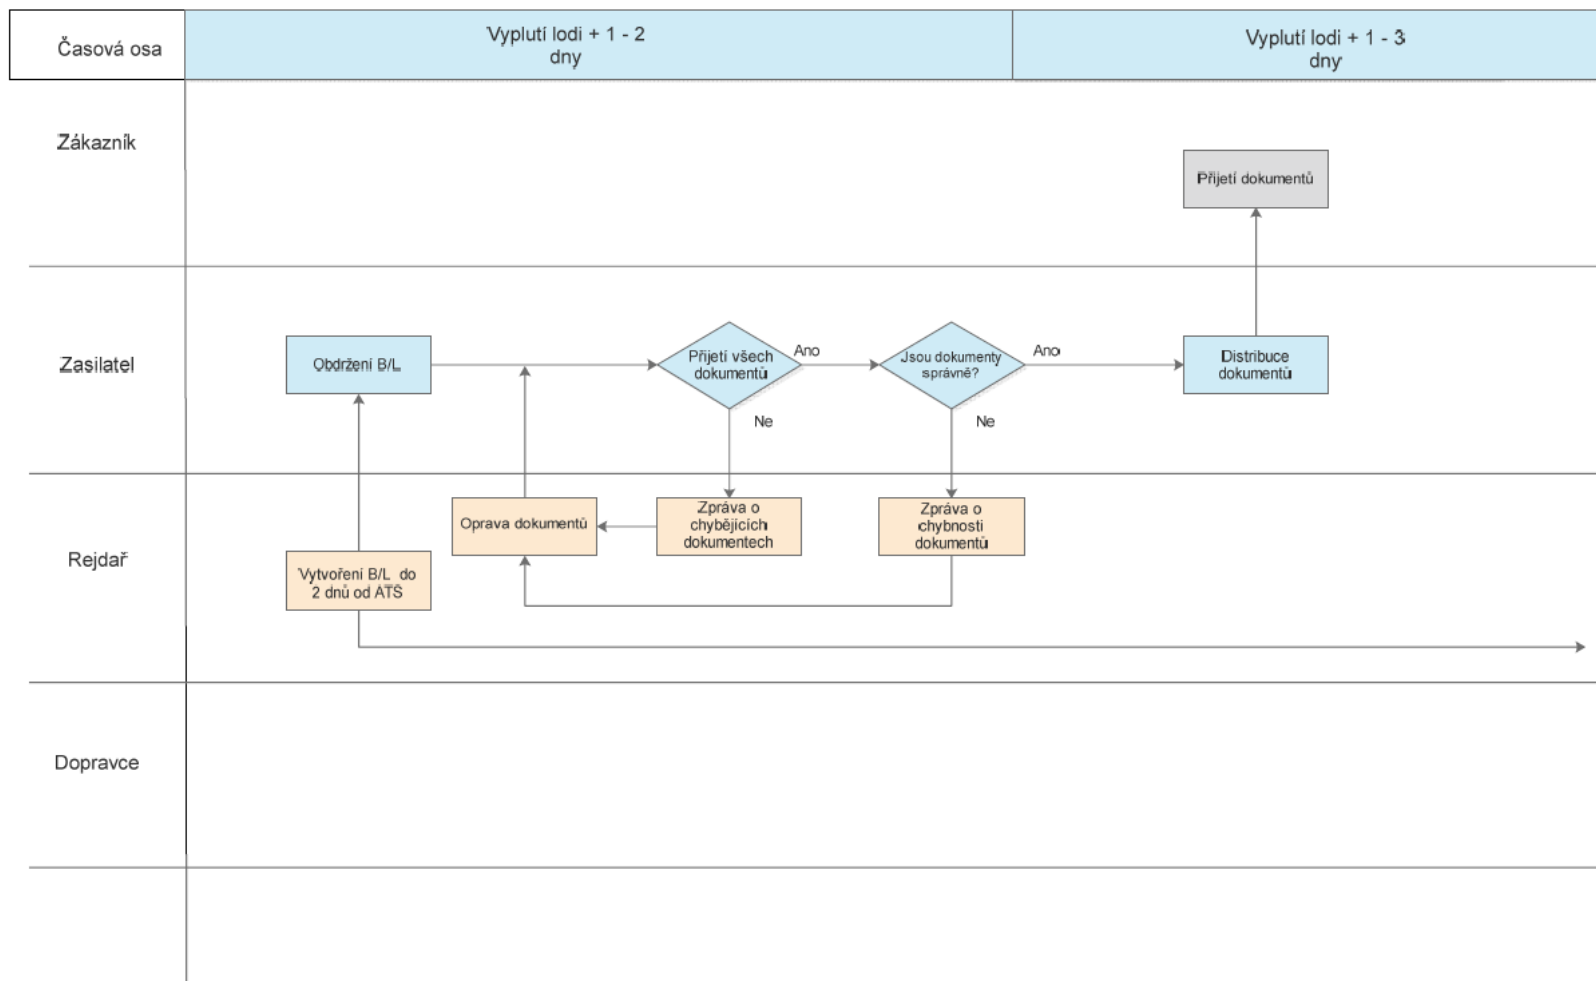 Časová osa
Vyplutí lodi + 1 - 2
dny
Vyplutí lodi + 1 - 3
dny
Zákazník
Přijetí dokumentů
Zasilatel
Obdržení B/L
Přijetí všech
dokumentů
Ano
Jsou dokumenty
správně?
Ano
Distribuce
dokumentů
Ne
Ne
Rejdař
Vytvoření B/L do
2 dnů od ATS
Oprava dokumentů
Zpráva o
chybějících
dokumentech
Zpráva o
chybnosti
dokumentů
Dopravce